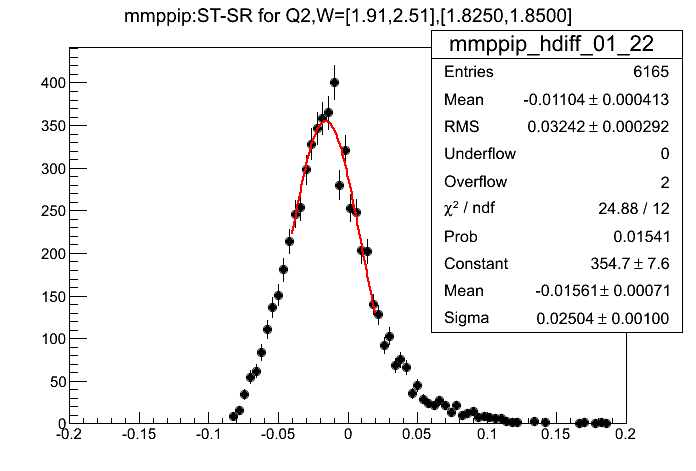 mmppip:ST-SR for Q2,W=[1.91,2.51],[1.8250,1.8500]
mmppip_hdiff_01_22
Entries 6165
Mean -0.01104 ± 0.000413
RMS 0.03242 ± 0.000292
Underflow 0
Overflow 2
χ² / ndf 24.88 / 12
Prob 0.01541
Constant 354.7 ± 7.6
Mean -0.01561 ± 0.00071
Sigma 0.02504 ± 0.00100
400
350
300
250
200
150
100
50
0
-0.2 -0.15 -0.1 -0.05 0 0.05 0.1 0.15 0.2